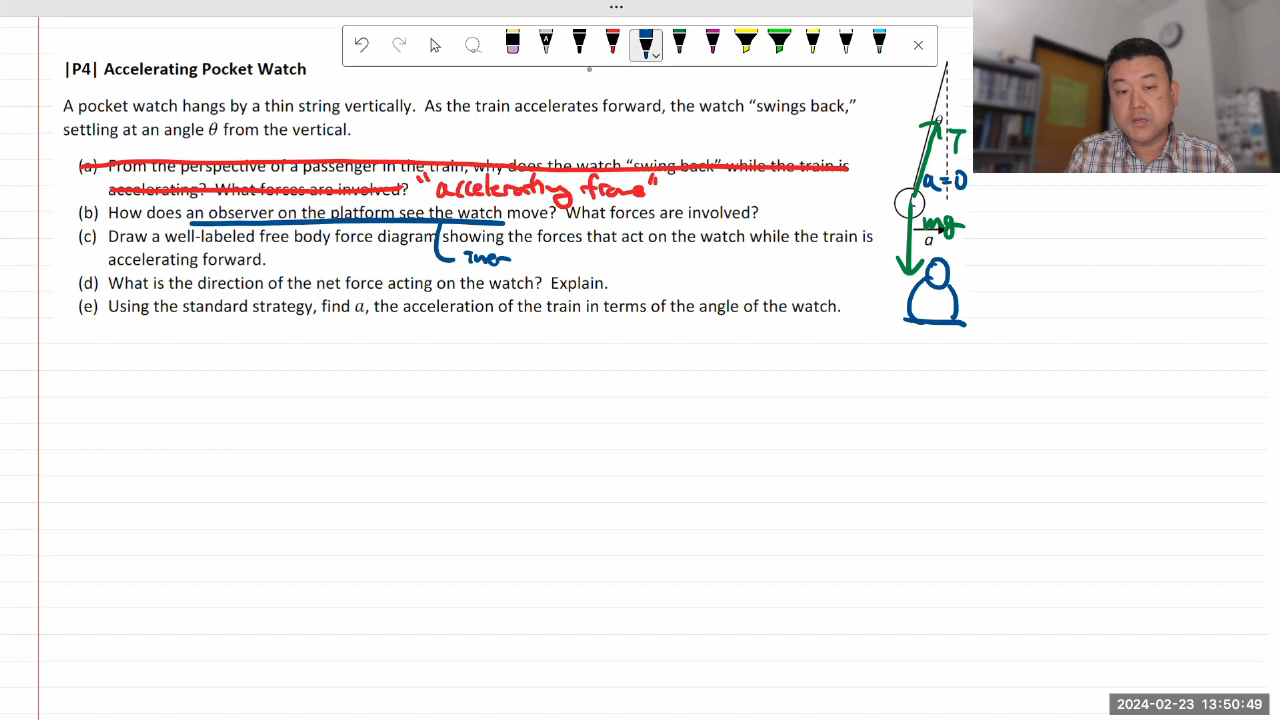 |P4| Accelerating Pocket Watch
A pocket watch hangs by a thin string vertically.  As the train accelerates forward, the watch “swings back,”
settling at an angle θ from the vertical.
(a) From the perspective of a passenger in the train, why does the watch “swing back” while the train is
accelerating?  What forces are involved?
"accelerating frame"
(b) How does an observer on the platform see the watch move?  What forces are involved?
(c) Draw a well-labeled free body force diagram showing the forces that act on the watch while the train is
accelerating forward.
iner
(d) What is the direction of the net force acting on the watch?  Explain.
(e) Using the standard strategy, find a, the acceleration of the train in terms of the angle of the watch.
θ
T
a=0
mg
a
2024-02-23 13:50:49